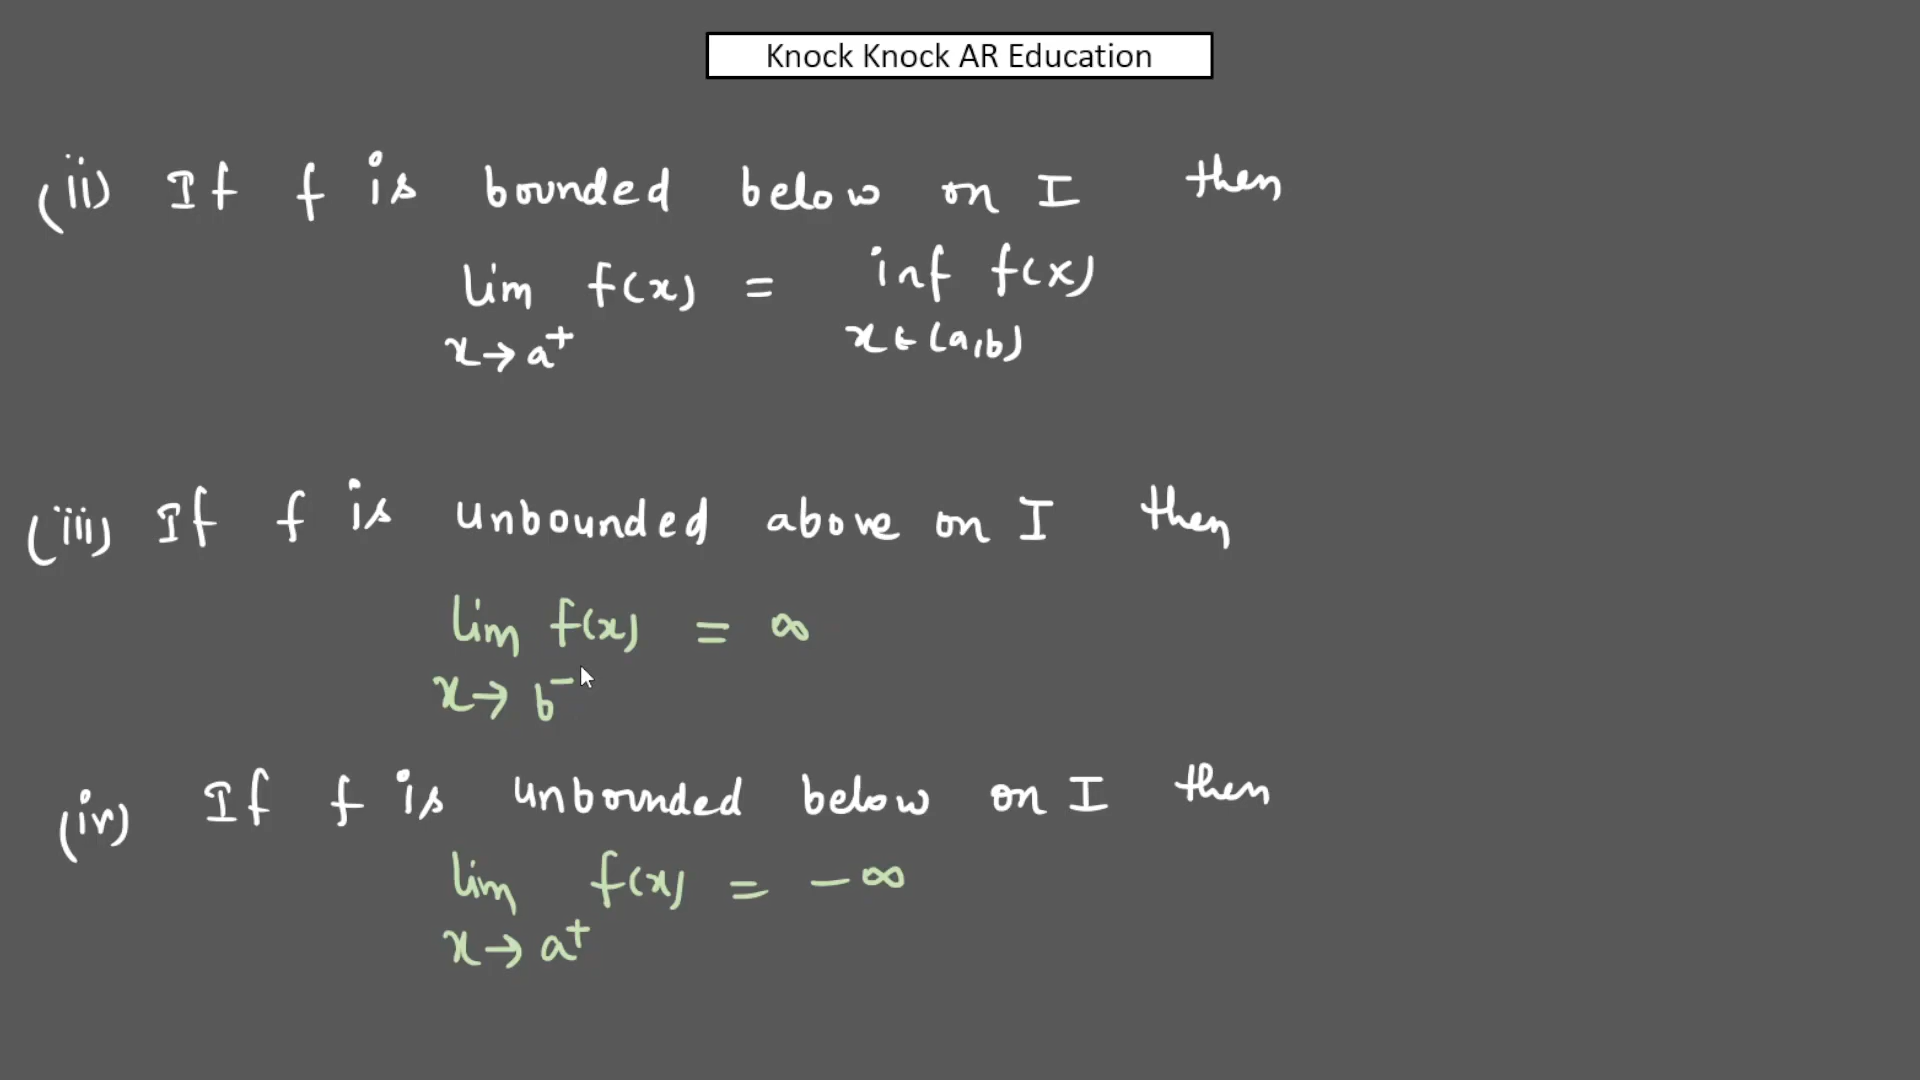 Knock Knock AR Education
(ii) If f is bounded below on I then
lim f(x) = inf f(x)
x→a⁺ x∈(a,b)
(iii) If f is unbounded above on I then
lim f(x) = ∞
x→b⁻
(iv) If f is unbounded below on I then
lim f(x) = -∞
x→a⁺